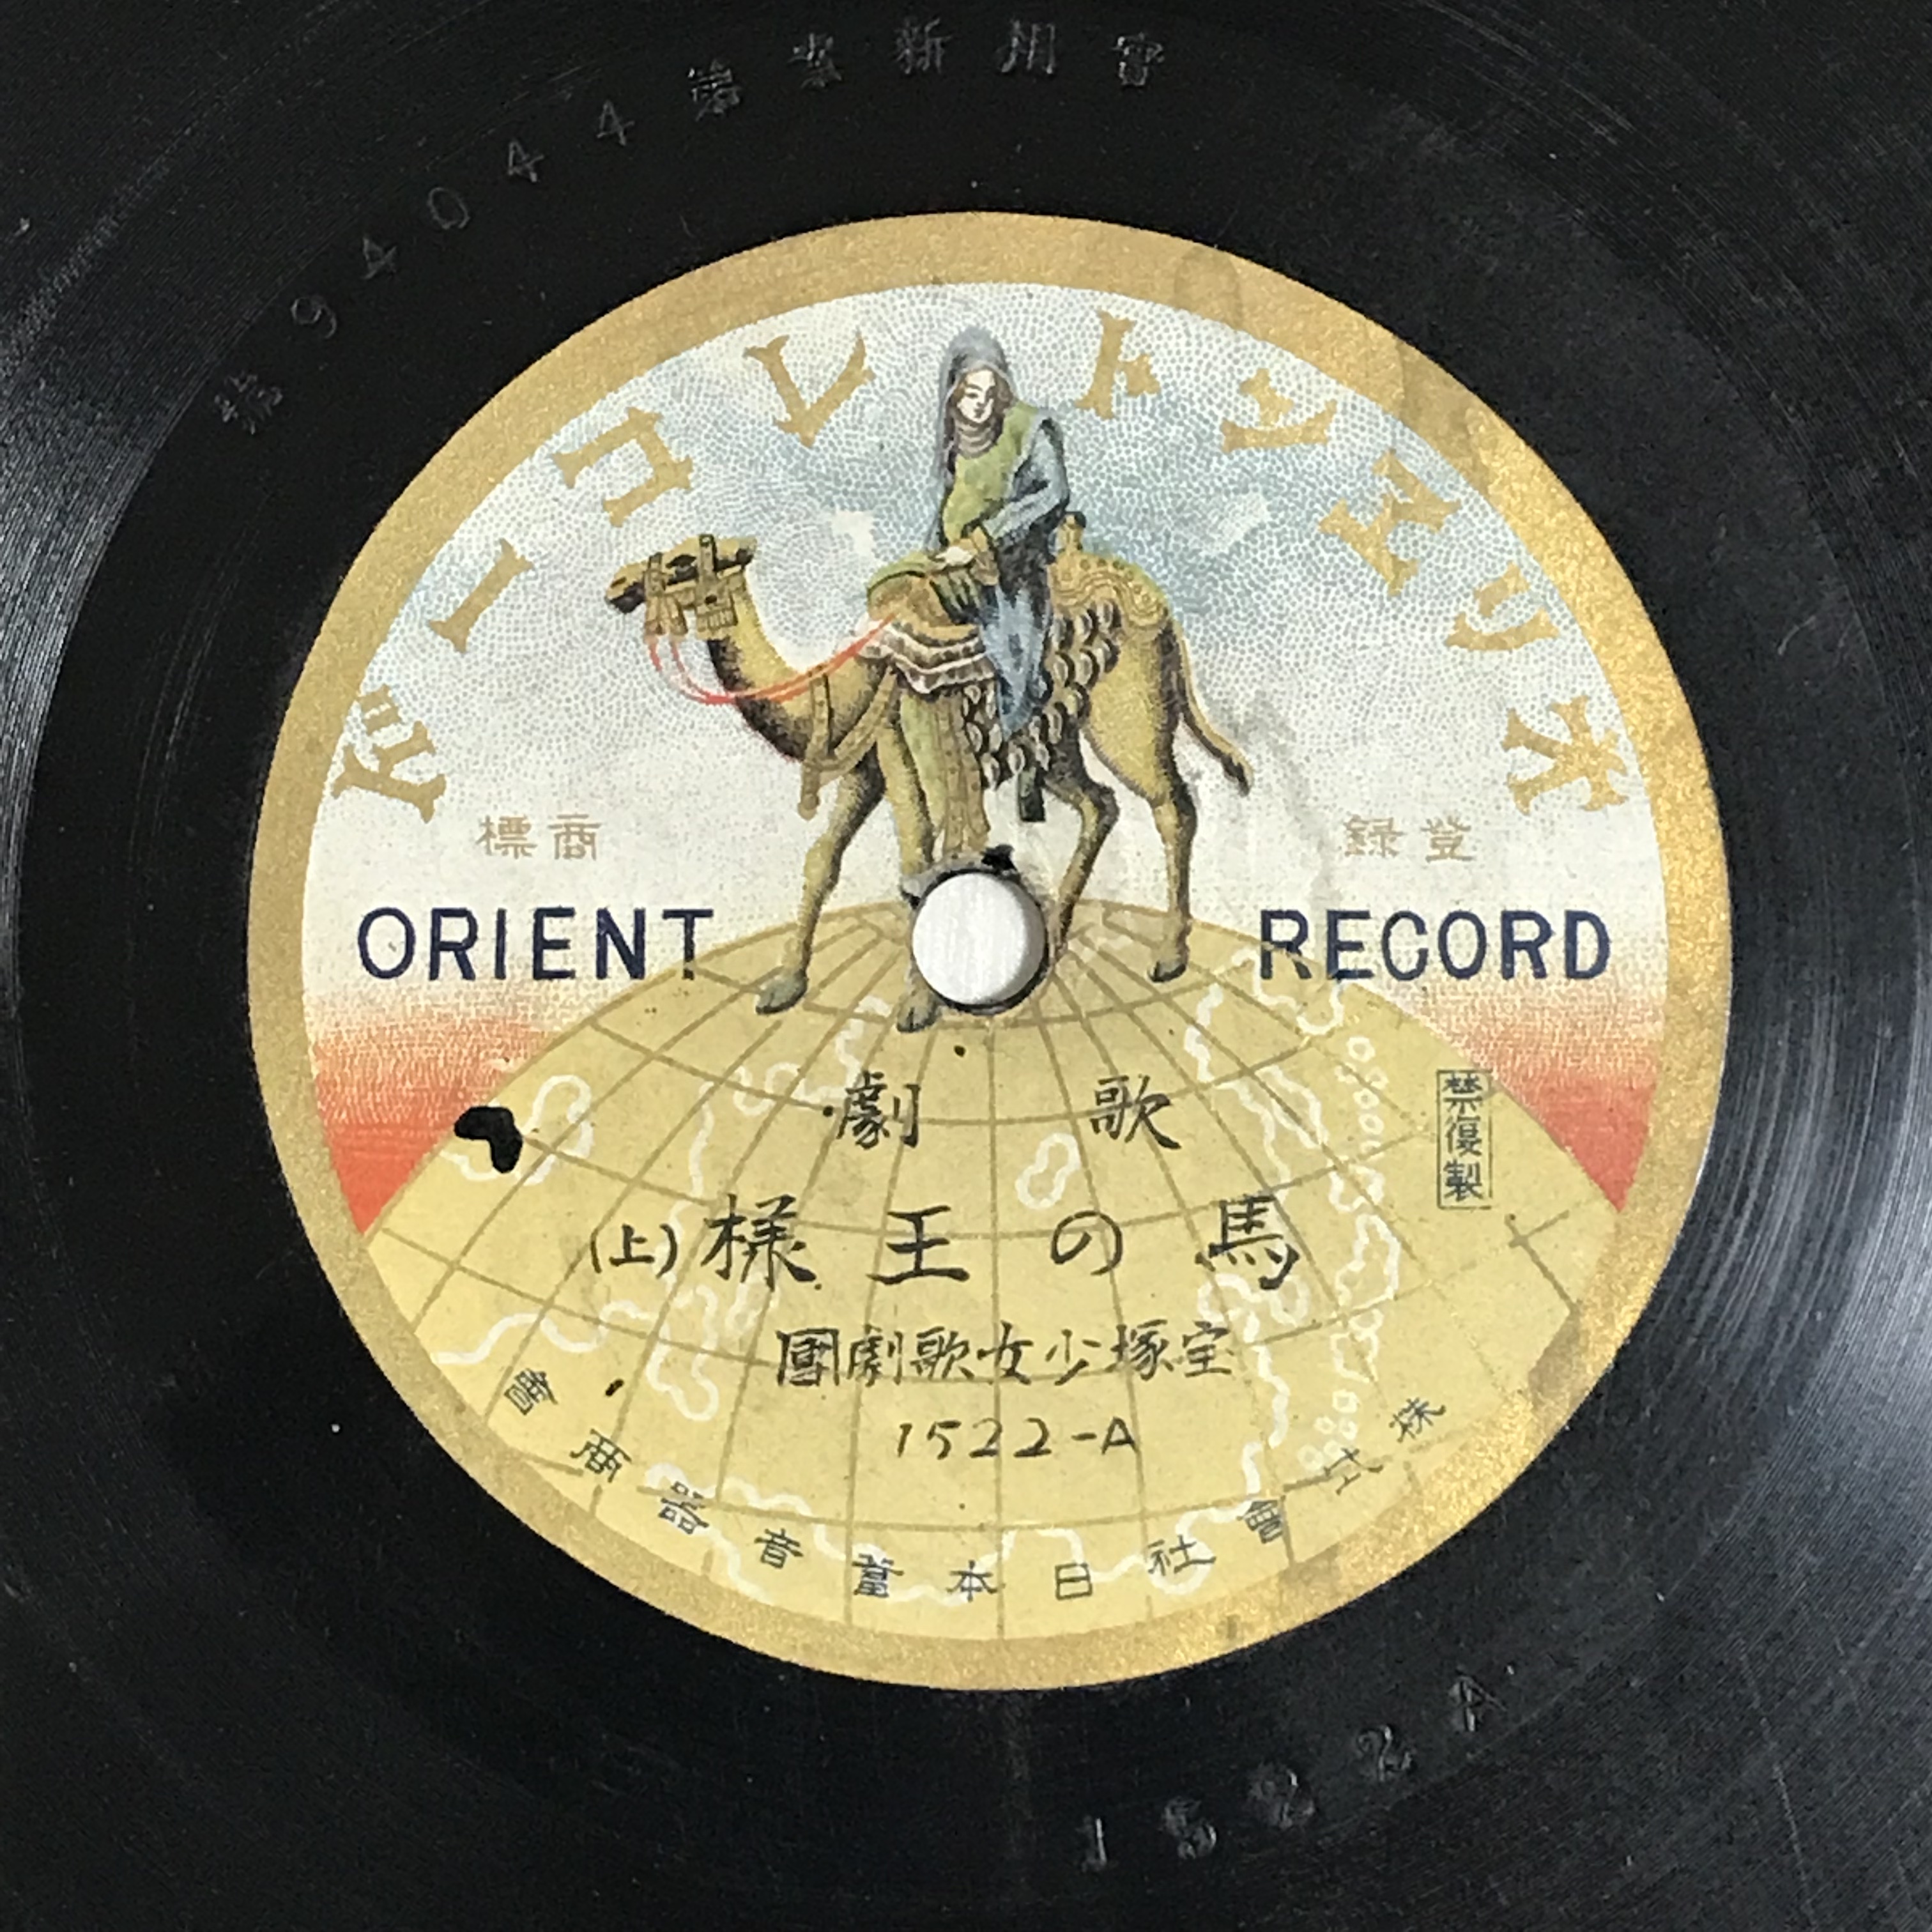 實用新案第44049號
オリエントレコード
登録 商標
ORIENT RECORD
歌劇
禁複製
馬の王様(上)
宝塚少女歌劇團
1522-A
株式會社日本蓄音器商會
1522A